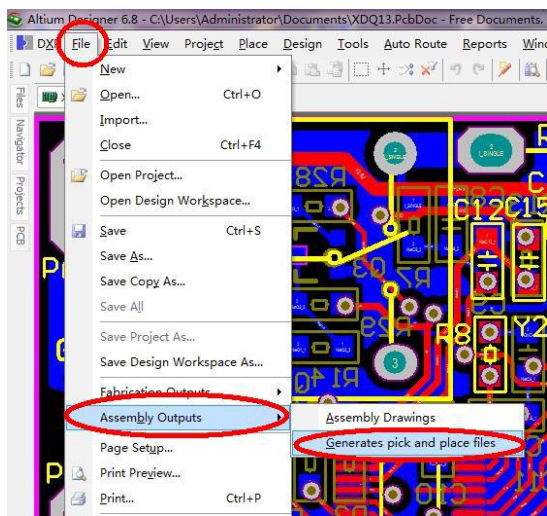 Altium Designer 6.8 - C:\Users\Administrator\Documents\XDQ13.PcbDoc - Free Documents.
DXP File Edit View Project Place Design Tools Auto Route Reports
Files
Navigator
Projects
PCB
New
Open... Ctrl+O
Import...
Close Ctrl+F4
Open Project...
Open Design Workspace...
Save Ctrl+S
Save As...
Save Copy As...
Save All
Save Project As...
Save Design Workspace As...
Fabrication Outputs
Assembly Outputs
Page Setup...
Print Preview...
Print... Ctrl+P
Assembly Drawings
Generates pick and place files
R28
C12
C15
Q3
R7
R29
R8
Y2
R14
3